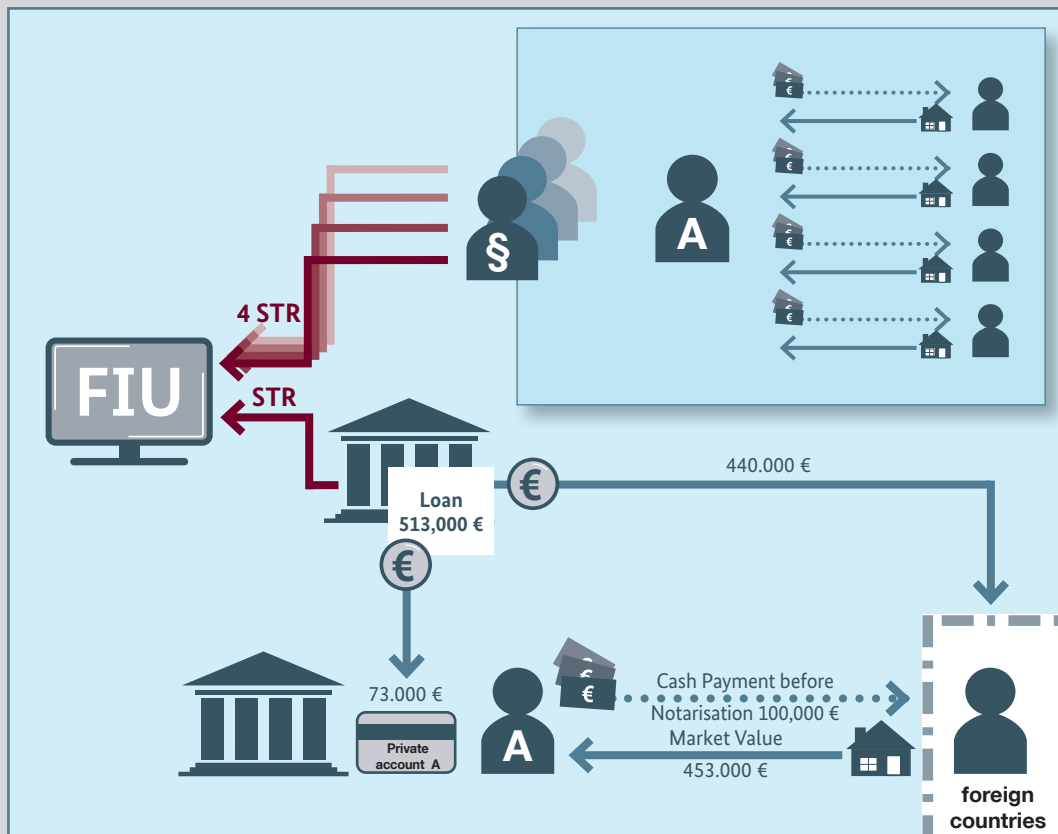 €
€
€
€
§
A
4 STR
FIU
STR
440.000 €
€
Loan
513,000 €
€
73.000 €
Private
account A
A
€
€
€
Cash Payment before
Notarisation 100,000 €
Market Value
453.000 €
foreign
countries